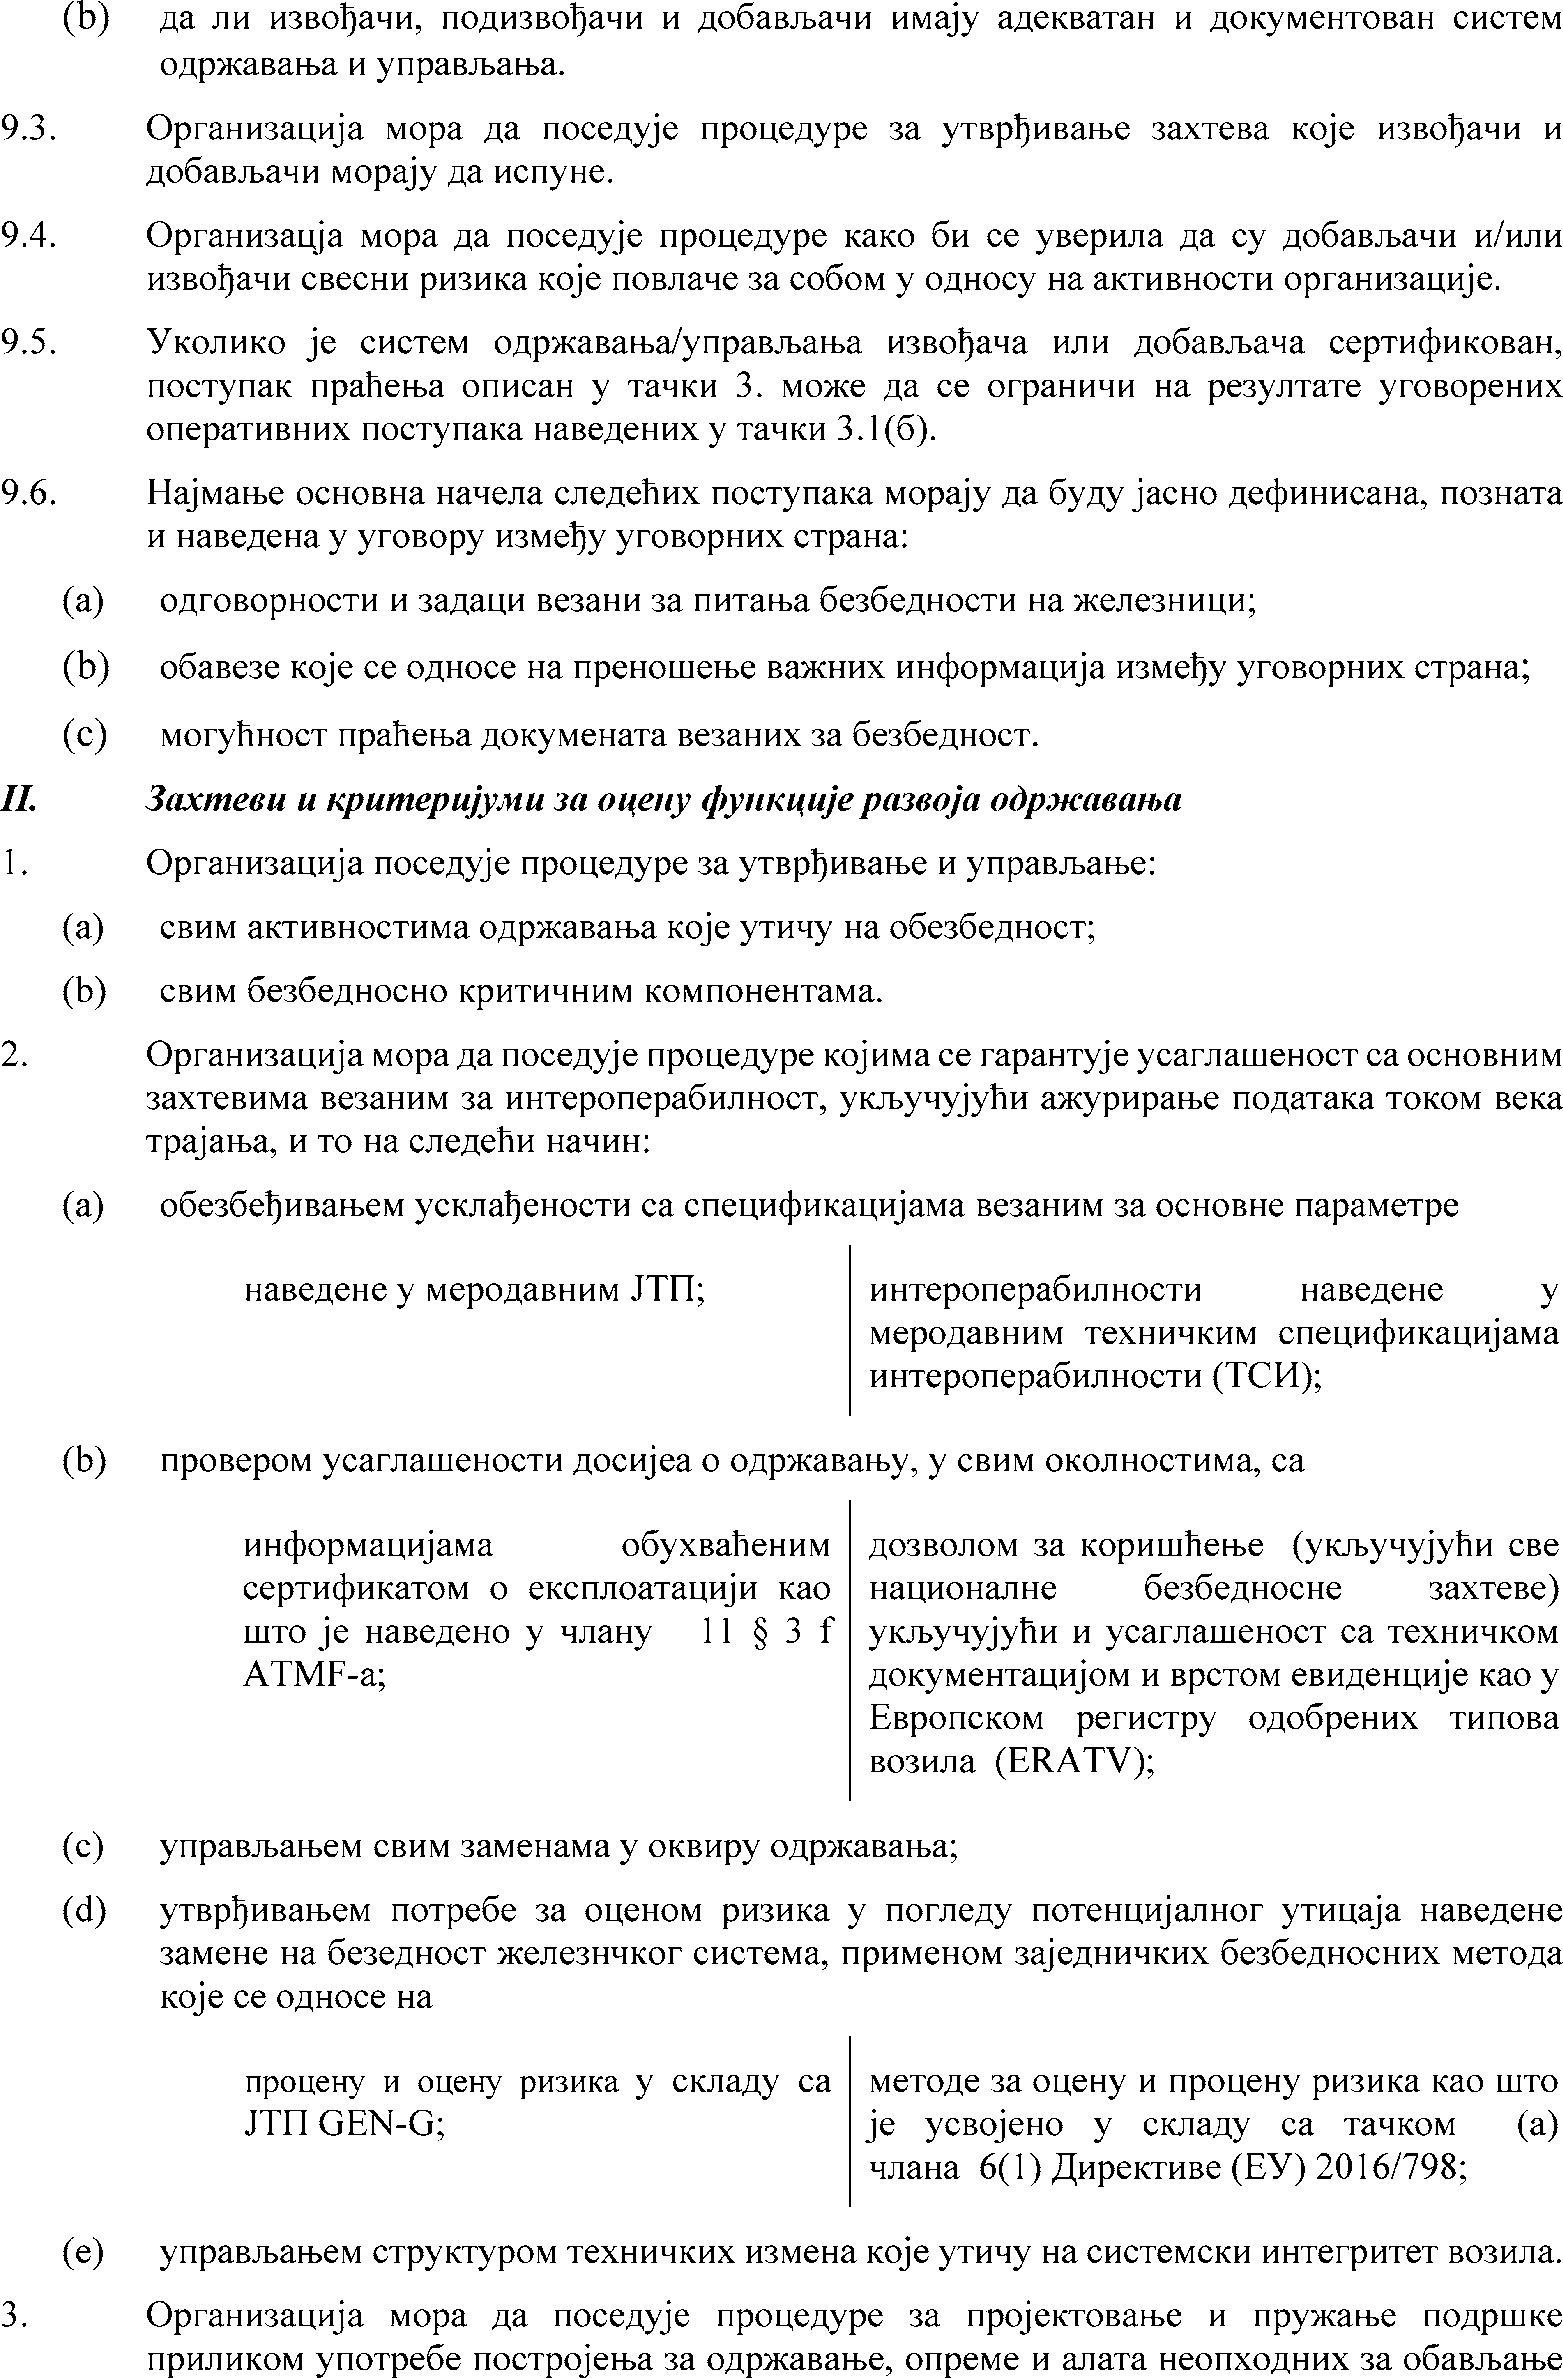 (b) да ли извођачи, подизвођачи и добављачи имају адекватан и документован систем
одржавања и управљања.
9.3. Организација мора да поседује процедуре за утврђивање захтева које извођачи и
добављачи морају да испуне.
9.4. Организацја мора да поседује процедуре како би се уверила да су добављачи и/или
извођачи свесни ризика које повлаче за собом у односу на активности организације.
9.5. Уколико је систем одржавања/управљања извођача или добављача сертификован,
поступак праћења описан у тачки 3. може да се ограничи на резултате уговорених
оперативних поступака наведених у тачки 3.1(б).
9.6. Најмање основна начела следећих поступака морају да буду јасно дефинисана, позната
и наведена у уговору између уговорних страна:
(a) одговорности и задаци везани за питања безбедности на железници;
(b) обавезе које се односе на преношење важних информација између уговорних страна;
(c) могућност праћења докумената везаних за безбедност.
II. Захтеви и критеријуми за оцену функције развоја одржавања
1. Организација поседује процедуре за утврђивање и управљање:
(a) свим активностима одржавања које утичу на обезбедност;
(b) свим безбедносно критичним компонентама.
2. Организација мора да поседује процедуре којима се гарантује усаглашеност са основним
захтевима везаним за интероперабилност, укључујући ажурирање података током века
трајања, и то на следећи начин:
(a) обезбеђивањем усклађености са спецификацијама везаним за основне параметре
наведене у меродавним ЈТП;
интероперабилности наведене у
меродавним техничким спецификацијама
интероперабилности (ТСИ);
(b) провером усаглашености досијеа о одржавању, у свим околностима, са
информацијама обухваћеним
сертификатом о експлоатацији као
што је наведено у члану 11 § 3 f
ATMF-а;
дозволом за коришћење (укључујући све
националне безбедносне захтеве)
укључујући и усаглашеност са техничком
документацијом и врстом евиденције као у
Европском регистру одобрених типова
возила (ERATV);
(c) управљањем свим заменама у оквиру одржавања;
(d) утврђивањем потребе за оценом ризика у погледу потенцијалног утицаја наведене
замене на безедност железнчког система, применом заједничких безбедносних метода
које се односе на
процену и оцену ризика у складу са
ЈТП GEN-G;
методе за оцену и процену ризика као што
је усвојено у складу са тачком (а)
члана 6(1) Директиве (ЕУ) 2016/798;
(e) управљањем структуром техничких измена које утичу на системски интегритет возила.
3. Организација мора да поседује процедуре за пројектовање и пружање подршке
приликом употребе постројења за одржавање, опреме и алата неопходних за обављање